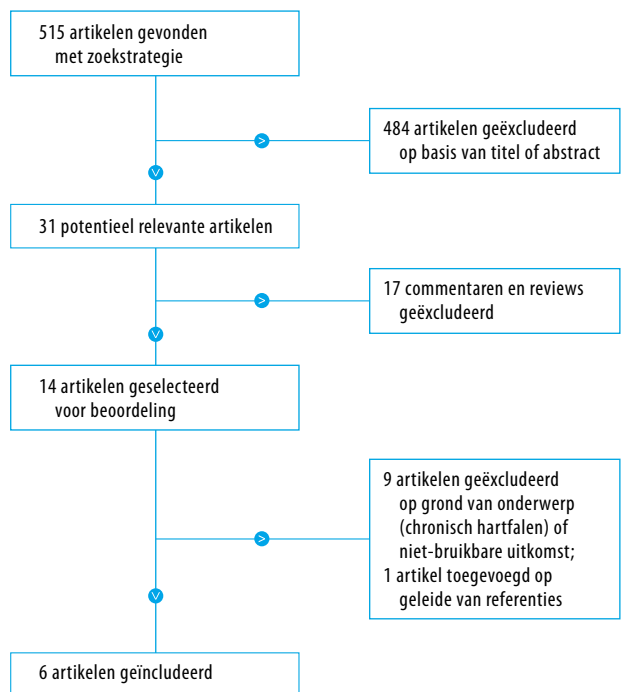 515 artikelen gevonden
met zoekstrategie
484 artikelen geëxcludeerd
op basis van titel of abstract
31 potentieel relevante artikelen
17 commentaren en reviews
geëxcludeerd
14 artikelen geselecteerd
voor beoordeling
9 artikelen geëxcludeerd
op grond van onderwerp
(chronisch hartfalen) of
niet-bruikbare uitkomst;
1 artikel toegevoegd op
geleide van referenties
6 artikelen geïncludeerd